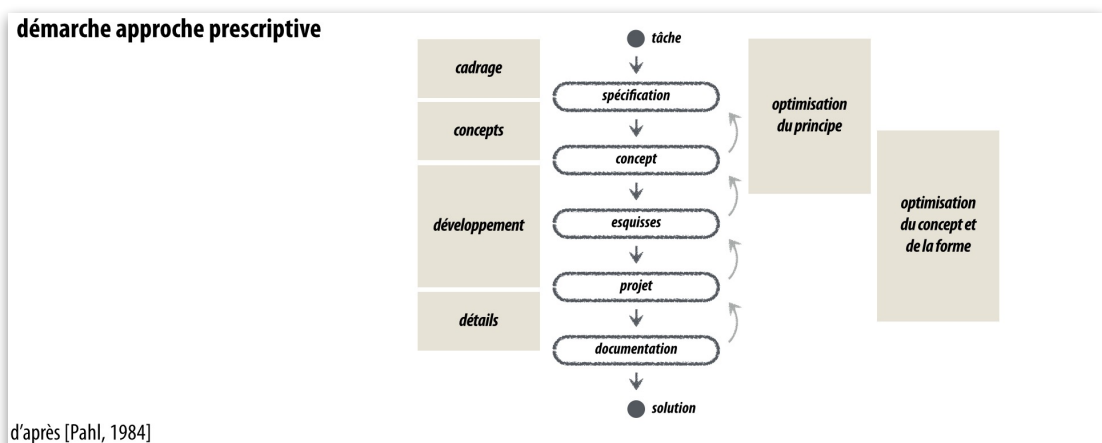 démarche approche prescriptive
cadrage
concepts
développement
détails
tâche
spécification
concept
esquisses
projet
documentation
solution
optimisation
du principe
optimisation
du concept et
de la forme
d'après [Pahl, 1984]